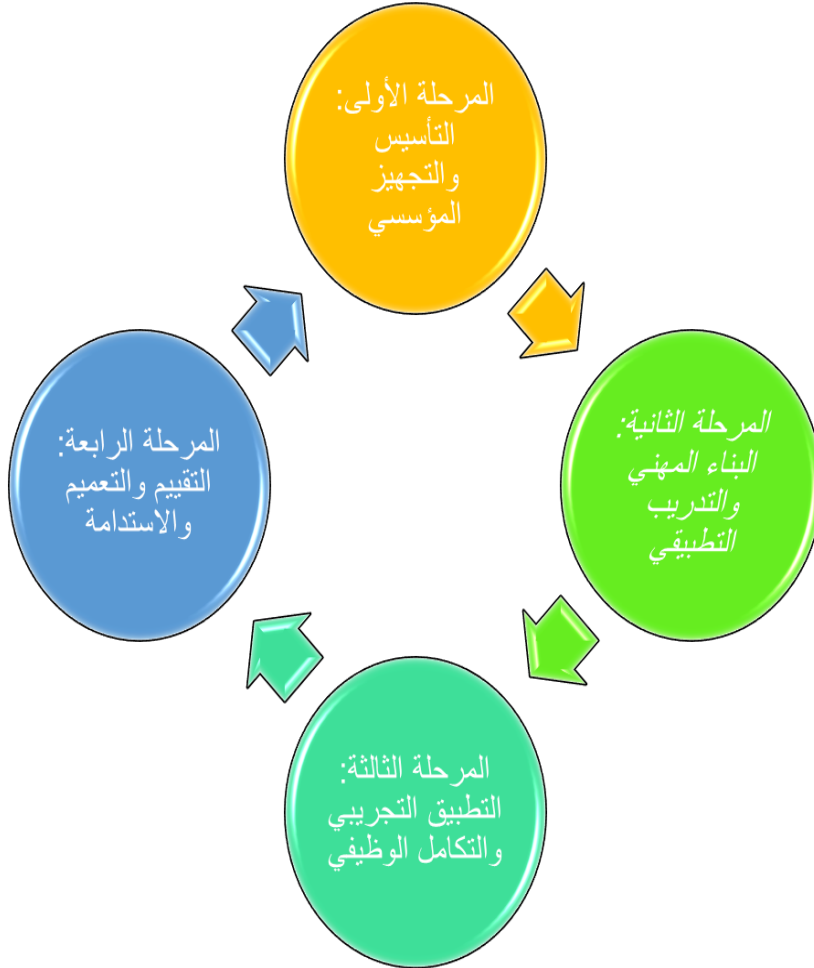 المرحلة الأولى:
التأسيس
والتجهيز
المؤسسي
المرحلة الثانية:
البناء المهني
والتدريب
التطبيقي
المرحلة الثالثة:
التطبيق التجريبي
والتكامل الوظيفي
المرحلة الرابعة:
التقييم والتعميم
والاستدامة